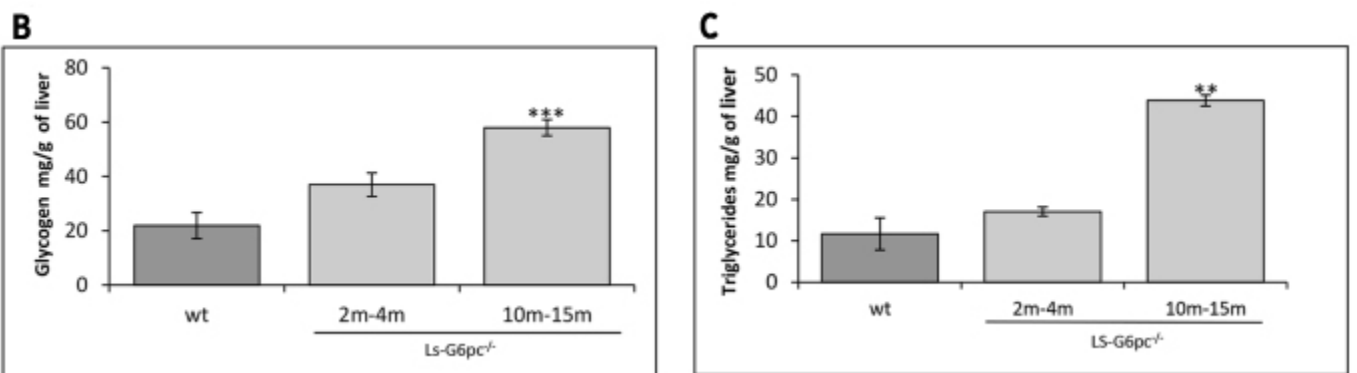 B
Glycogen mg/g of liver
80
60
40
20
0
***
wt
2m-4m
10m-15m
Ls-G6pc-/-
C
Triglycerides mg/g of liver
50
40
30
20
10
0
**
wt
2m-4m
10m-15m
LS-G6pc-/-